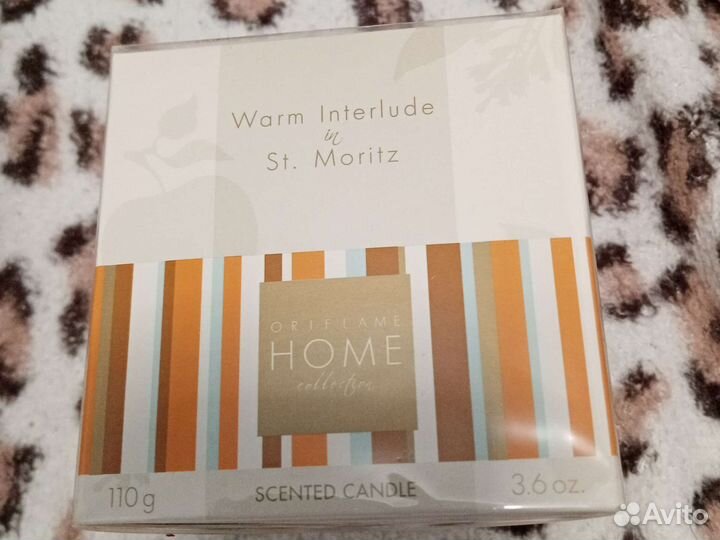 Warm Interlude
in
St. Moritz
ORIFLAME
HOME
collection
110 g
SCENTED CANDLE
3.6 oz.
Avito